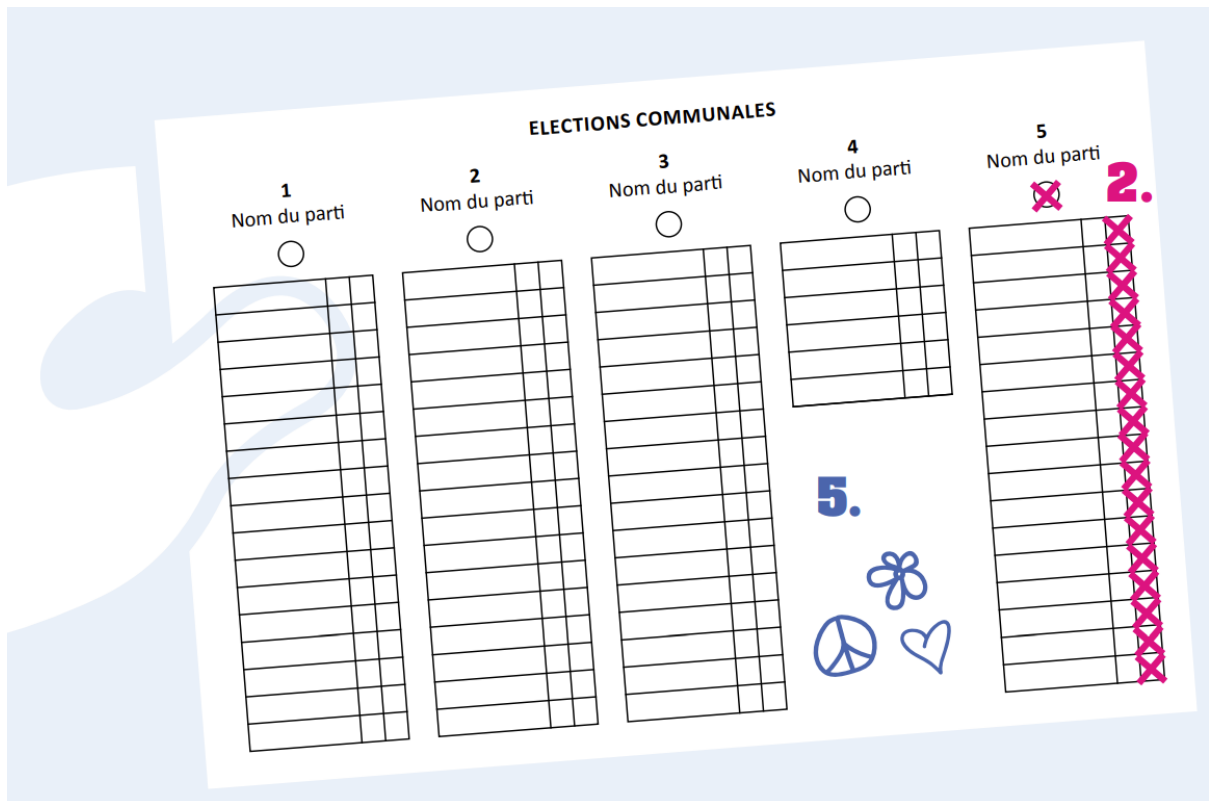 ELECTIONS COMMUNALES
1
Nom du parti
2
Nom du parti
3
Nom du parti
4
Nom du parti
5
Nom du parti
2.
5.